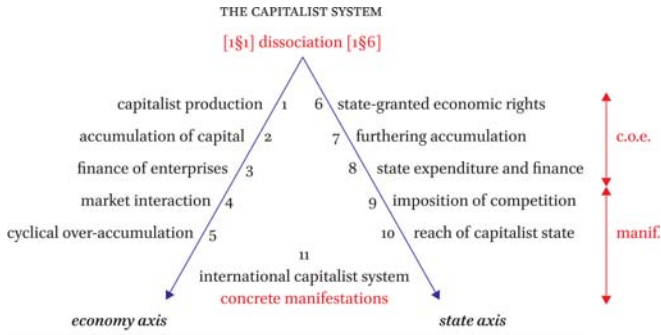 THE CAPITALIST SYSTEM
[1§1] dissociation [1§6]
capitalist production 1 6 state-granted economic rights
accumulation of capital 2 7 furthering accumulation
c.o.e.
finance of enterprises 3 8 state expenditure and finance
market interaction 4 9 imposition of competition
cyclical over-accumulation 5 10 reach of capitalist state
manif.
11
international capitalist system
concrete manifestations
economy axis state axis